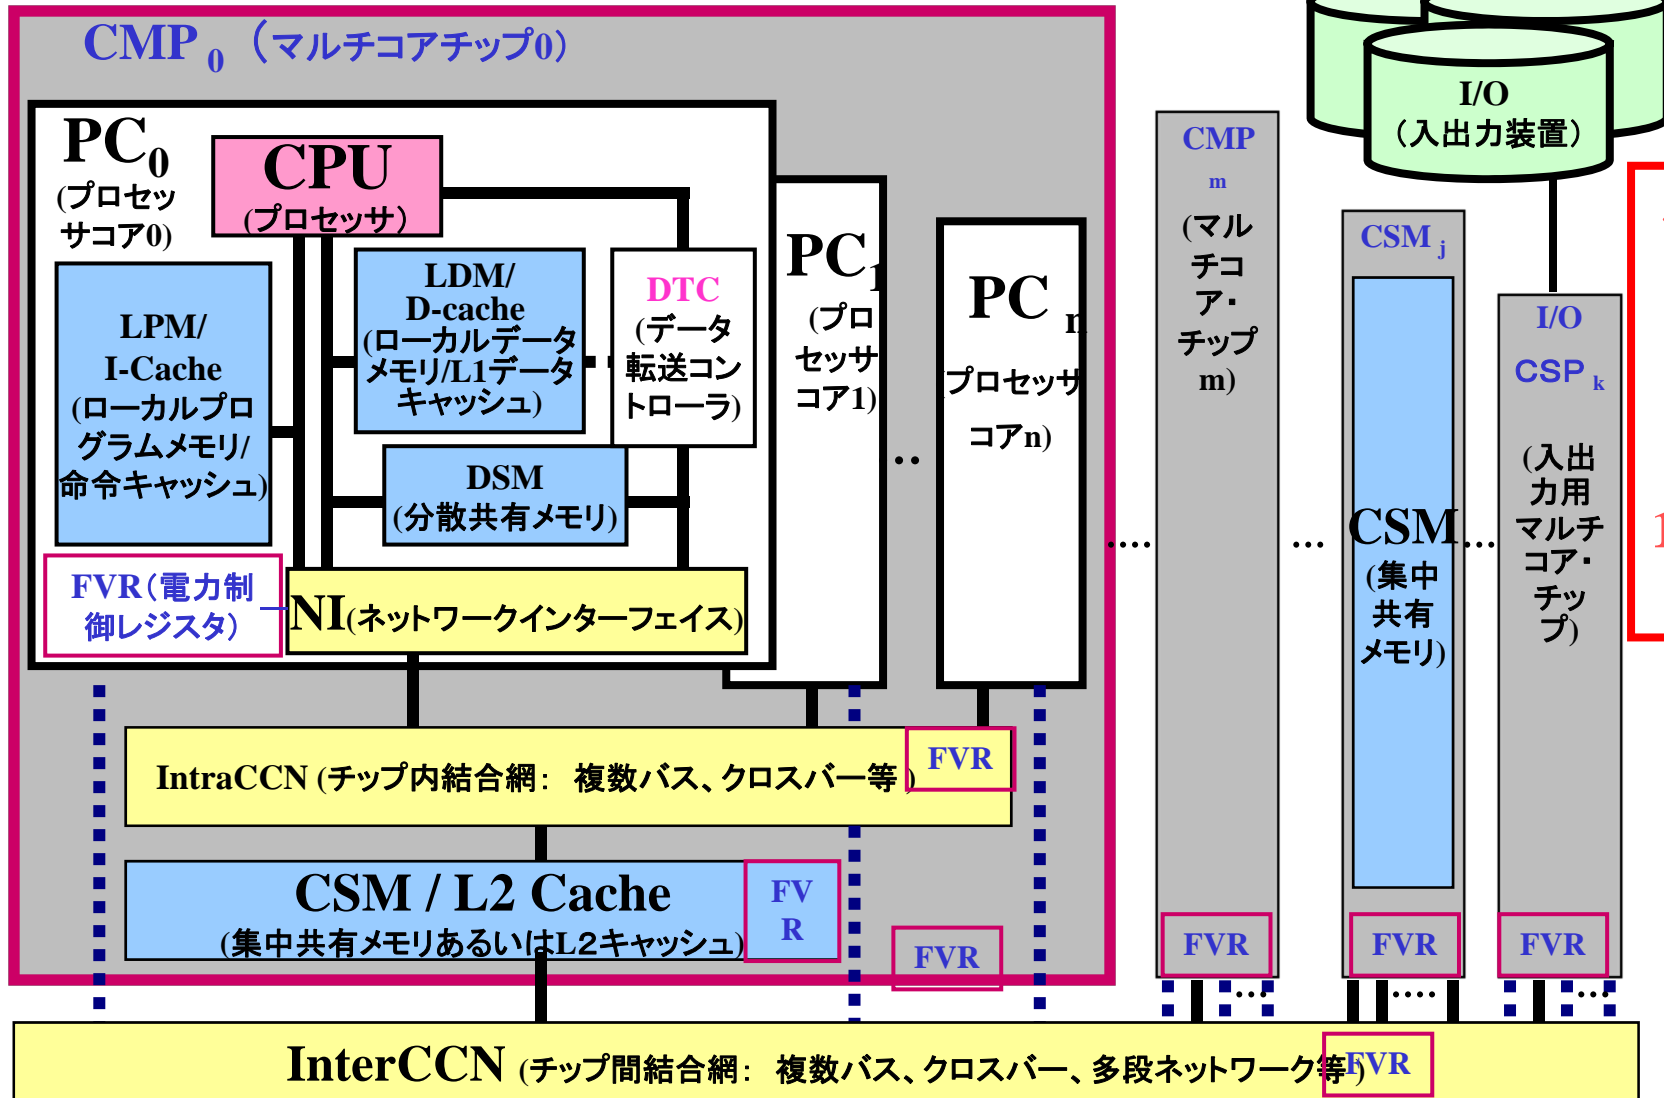 CMP 0 （マルチコアチップ0）
PC0
(プロセッ
サコア0)
CPU
(プロセッサ）
LPM/
I-Cache
(ローカルプロ
グラムメモリ/
命令キャッシュ)
LDM/
D-cache
(ローカルデータ
メモリ/L1データ
キャッシュ)
DTC
(データ
転送コン
トローラ)
DSM
(分散共有メモリ)
FVR(電力制
御レジスタ)
NI(ネットワークインターフェイス)
PC1
(プロ
セッサ
コア1)
..
PC n
プロセッサ
コアn)
IntraCCN (チップ内結合網： 複数バス、クロスバー等 )
FVR
CSM / L2 Cache
(集中共有メモリあるいはL2キャッシュ)
FV
R
FVR
....
CMP
m
(マル
チコ
ア・
チップ
m)
FVR
....
...
CSM j
CSM
(集中
共有
メモリ)
FVR
....
...
I/O
（入出力装置）
I/O
CSP k
(入出
力用
マルチ
コア・
チッ
プ)
FVR
...
InterCCN (チップ間結合網： 複数バス、クロスバー、多段ネットワーク等 )
FVR